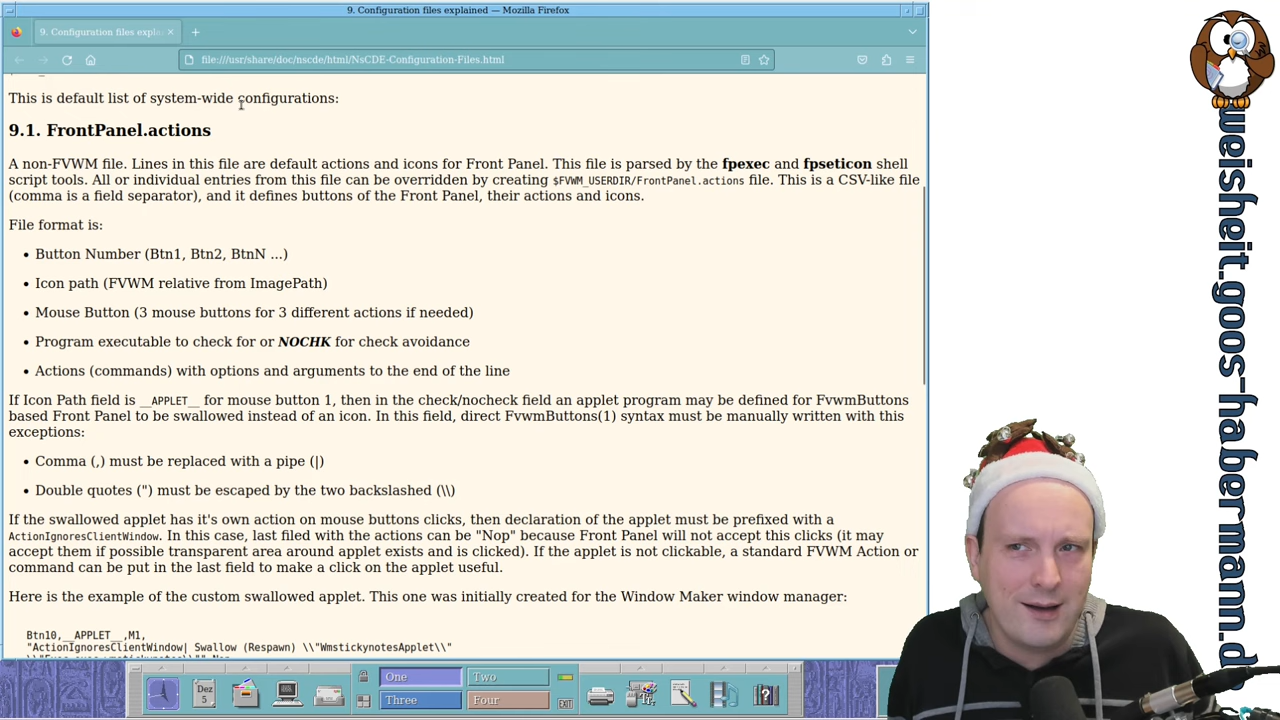 9. Configuration files explained — Mozilla Firefox
9. Configuration files expla
file:///usr/share/doc/nscde/html/NsCDE-Configuration-Files.html
This is default list of system-wide configurations:
9.1. FrontPanel.actions
A non-FVWM file. Lines in this file are default actions and icons for Front Panel. This file is parsed by the fpexec and fpseticon shell
script tools. All or individual entries from this file can be overridden by creating $FVWM_USERDIR/FrontPanel.actions file. This is a CSV-like file
(comma is a field separator), and it defines buttons of the Front Panel, their actions and icons.
File format is:
• Button Number (Btn1, Btn2, BtnN ...)
• Icon path (FVWM relative from ImagePath)
• Mouse Button (3 mouse buttons for 3 different actions if needed)
• Program executable to check for or NOCHK for check avoidance
• Actions (commands) with options and arguments to the end of the line
If Icon Path field is __APPLET__ for mouse button 1, then in the check/nocheck field an applet program may be defined for FvwmButtons
based Front Panel to be swallowed instead of an icon. In this field, direct FvwmButtons(1) syntax must be manually written with this
exceptions:
• Comma (,) must be replaced with a pipe (|)
• Double quotes (") must be escaped by the two backslashed (\\)
If the swallowed applet has it's own action on mouse buttons clicks, then declaration of the applet must be prefixed with a
ActionIgnoresClientWindow. In this case, last filed with the actions can be "Nop" because Front Panel will not accept this clicks (it may
accept them if possible transparent area around applet exists and is clicked). If the applet is not clickable, a standard FVWM Action or
command can be put in the last field to make a click on the applet useful.
Here is the example of the custom swallowed applet. This one was initially created for the Window Maker window manager:
Btn10,__APPLET__,M1,
"ActionIgnoresClientWindow| Swallow (Respawn) \\"WmstickynotesApplet\\"
One
Two
Three
Four
Dez
5
EXIT
weisheit.goos-habermann.d